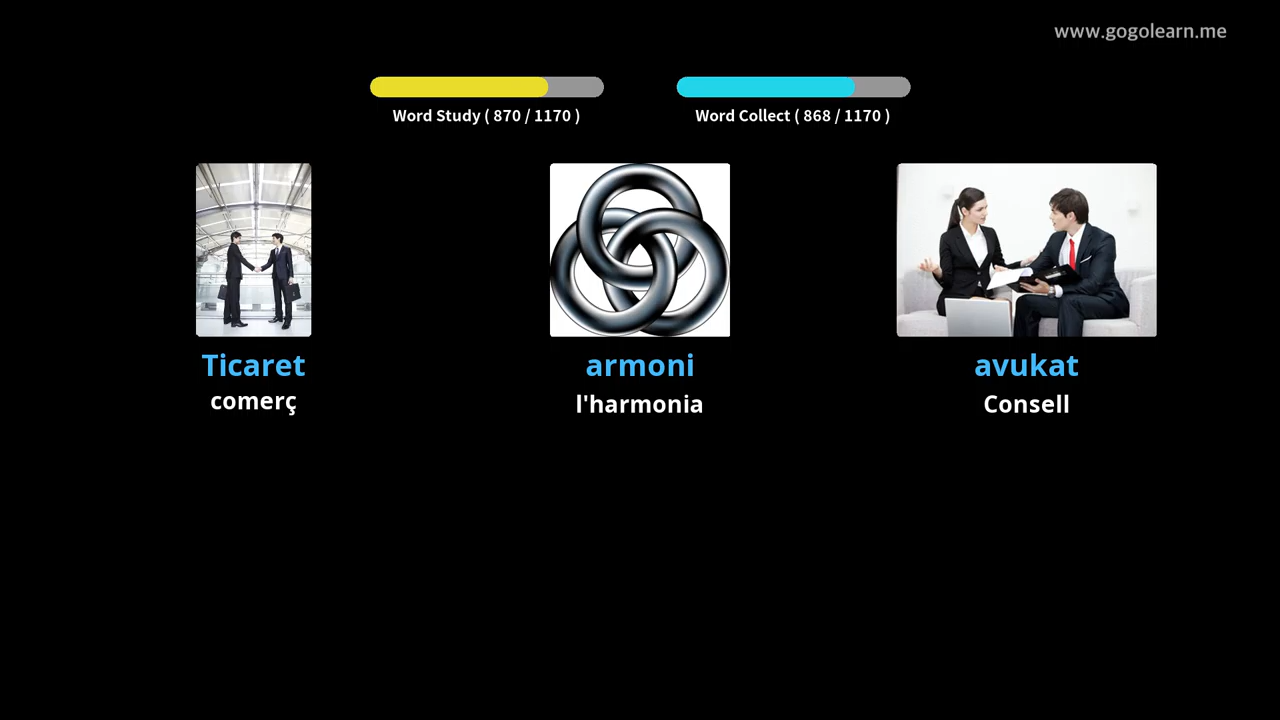 www.gogolearn.me
Word Study ( 870 / 1170 )
Word Collect ( 868 / 1170 )
Ticaret
comerç
armoni
l'harmonia
avukat
Consell